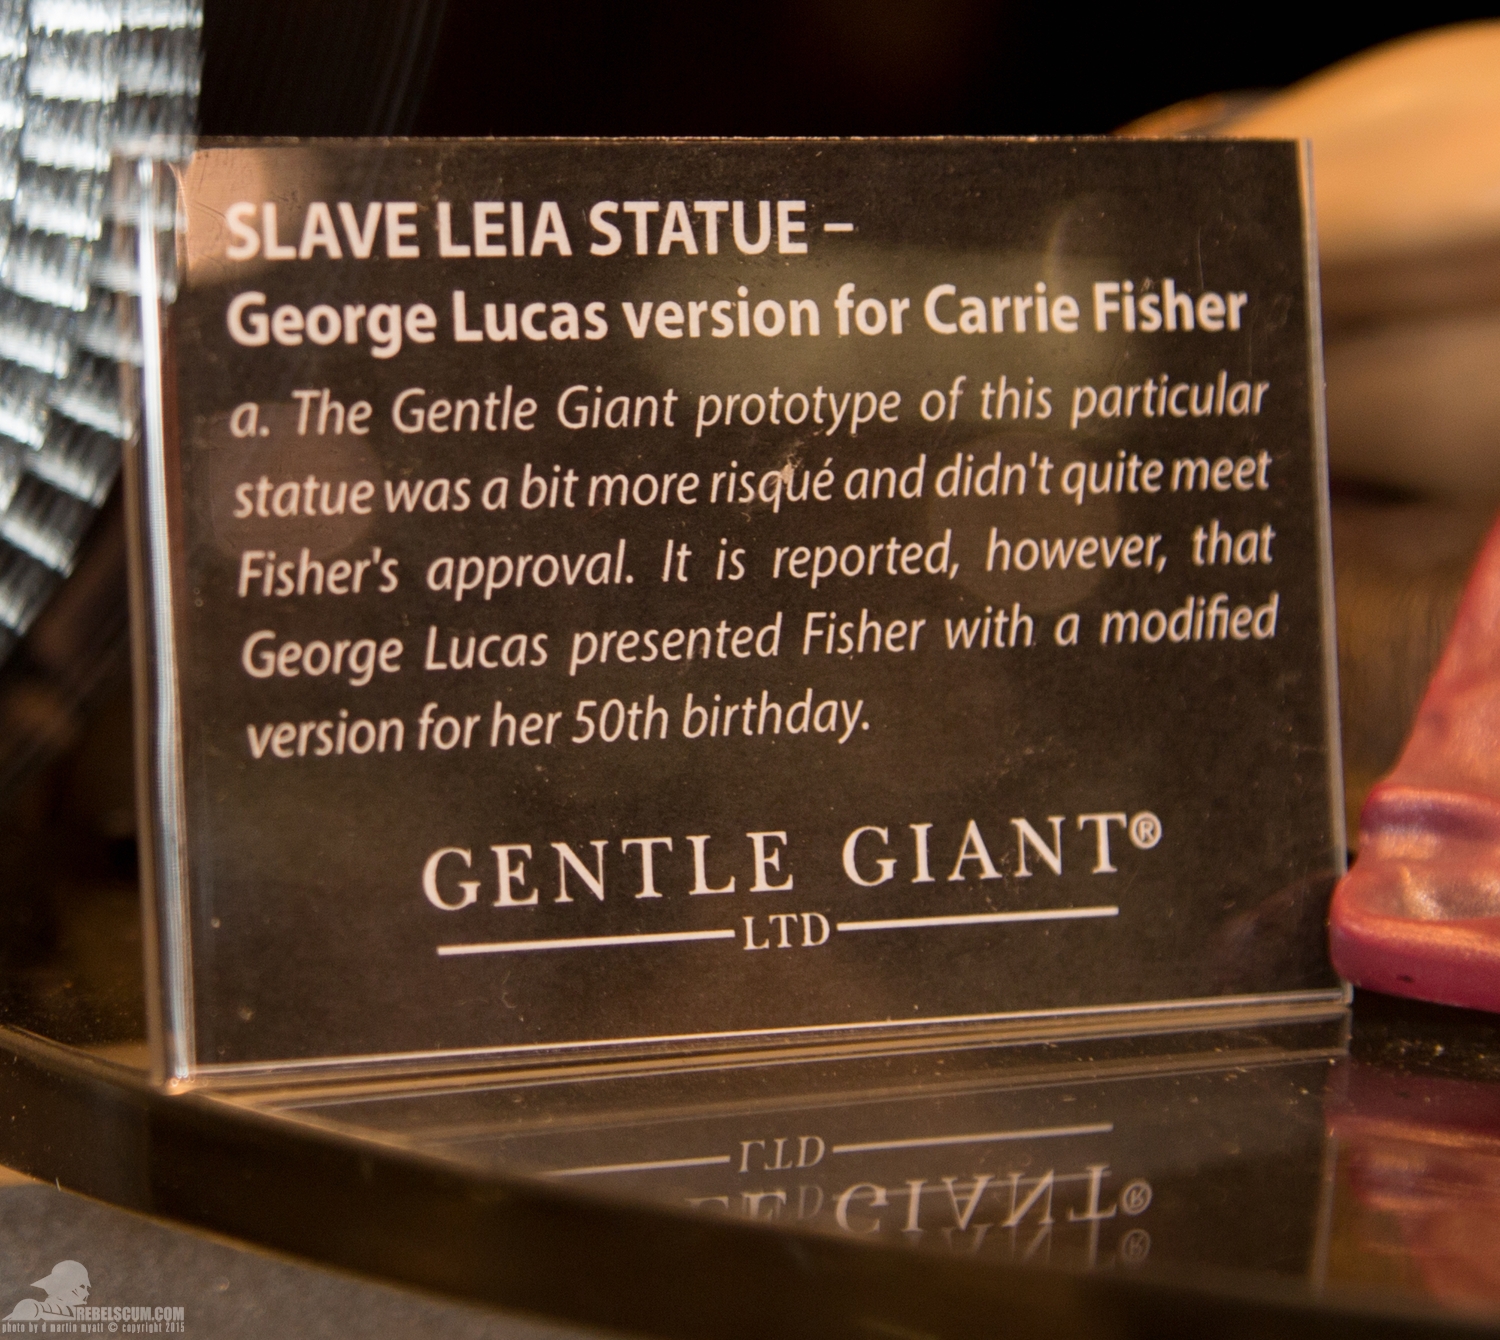 SLAVE LEIA STATUE –
George Lucas version for Carrie Fisher
a. The Gentle Giant prototype of this particular
statue was a bit more risqué and didn't quite meet
Fisher's approval. It is reported, however, that
George Lucas presented Fisher with a modified
version for her 50th birthday.
GENTLE GIANT®
LTD
LTD
GIANT®
REBELSCUM.COM
photo by d martin myatt © copyright 2015